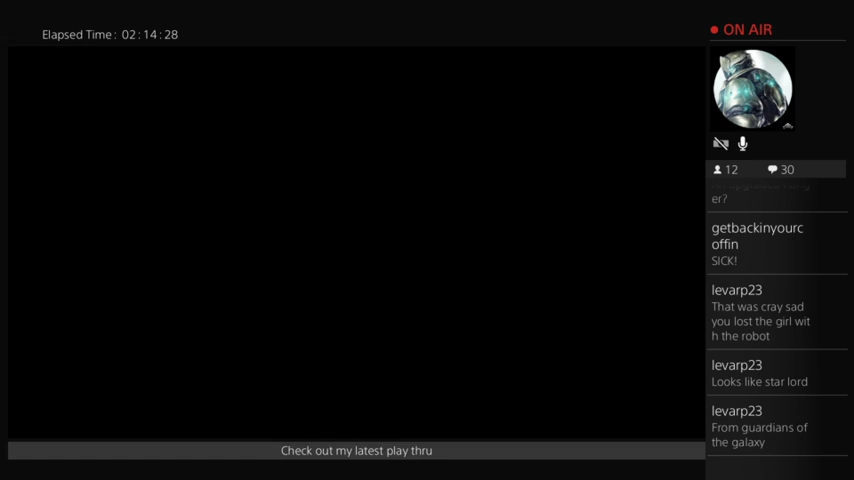 Elapsed Time: 02:14:28
ON AIR
12
30
er?
getbackinyourc
offin
SICK!
levarp23
That was cray sad
you lost the girl wit
h the robot
levarp23
Looks like star lord
levarp23
From guardians of
the galaxy
Check out my latest play thru